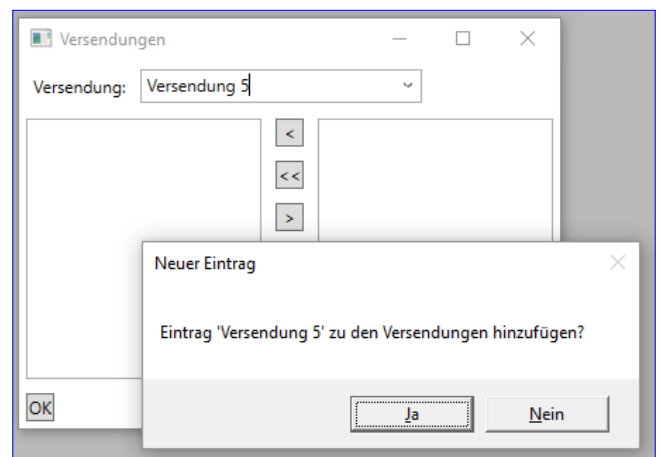 Versendungen
Versendung: Versendung 5
<
<<
>
Neuer Eintrag
Eintrag 'Versendung 5' zu den Versendungen hinzufügen?
Ja Nein
OK